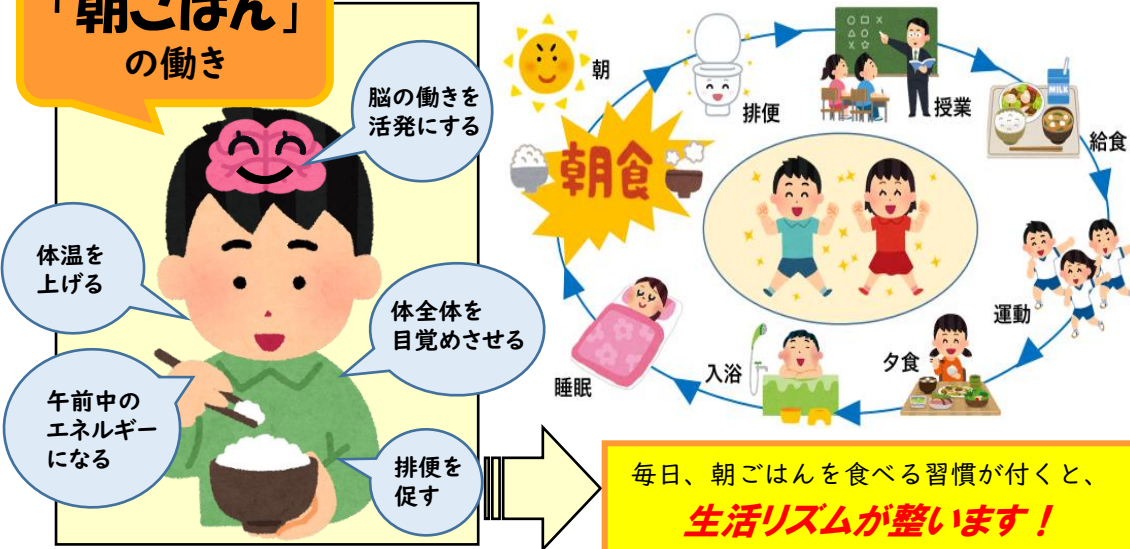 「朝ごはん」
の働き
脳の働きを
活発にする
体温を
上げる
体全体を
目覚めさせる
午前中の
エネルギー
になる
排便を
促す
朝
朝食
排便
授業
給食
MILK
運動
夕食
入浴
睡眠
毎日、朝ごはんを食べる習慣が付くと、
生活リズムが整います！